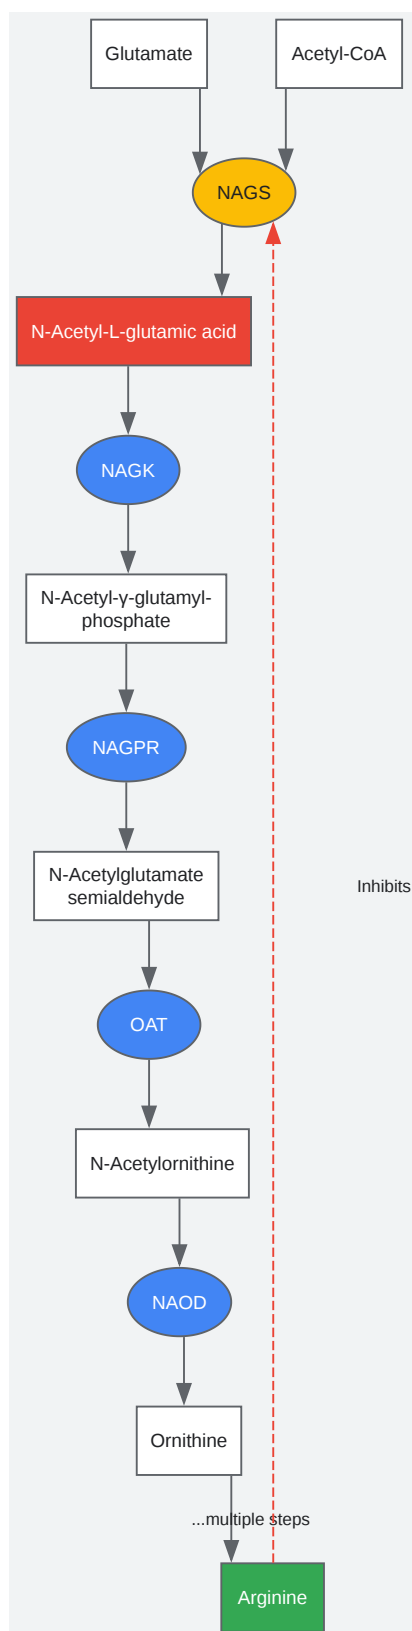 Glutamate
Acetyl-CoA
NAGS
N-Acetyl-L-glutamic acid
NAGK
N-Acetyl-γ-glutamyl-
phosphate
NAGPR
N-Acetylglutamate
semialdehyde
Inhibits
OAT
N-Acetylornithine
NAOD
Ornithine
...multiple steps
Arginine